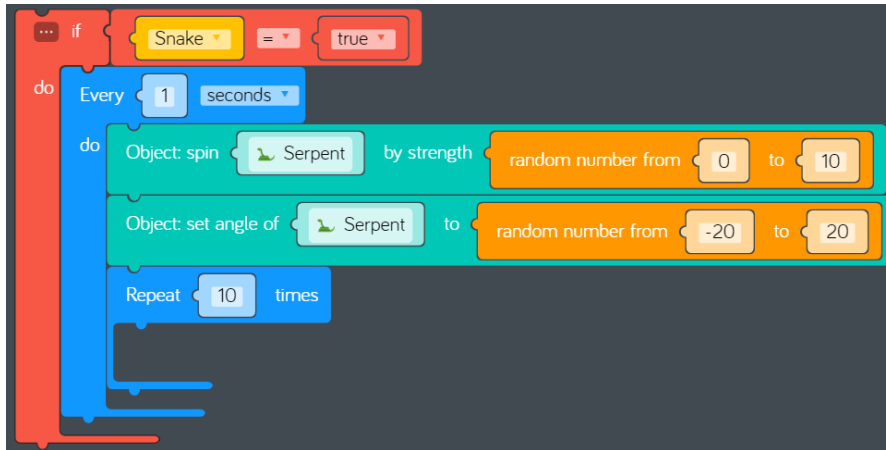 if Snake = true
do Every 1 seconds
do Object: spin Serpent by strength random number from 0 to 10
Object: set angle of Serpent to random number from -20 to 20
Repeat 10 times